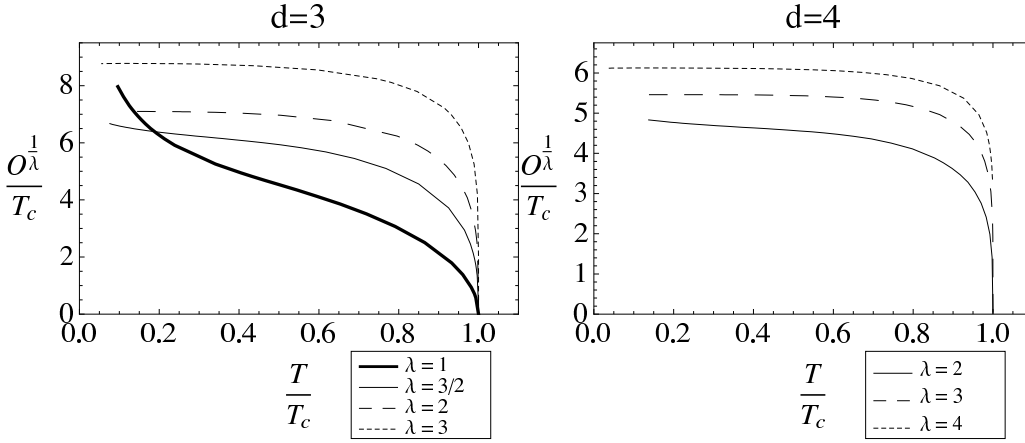 d=3
8
6
4
2
0
O^{1/λ}/T_c
0.0 0.2 0.4 0.6 0.8 1.0
T/T_c
λ = 1
λ = 3/2
λ = 2
λ = 3
d=4
6
5
4
3
2
1
0
O^{1/λ}/T_c
0.0 0.2 0.4 0.6 0.8 1.0
T/T_c
λ = 2
λ = 3
λ = 4